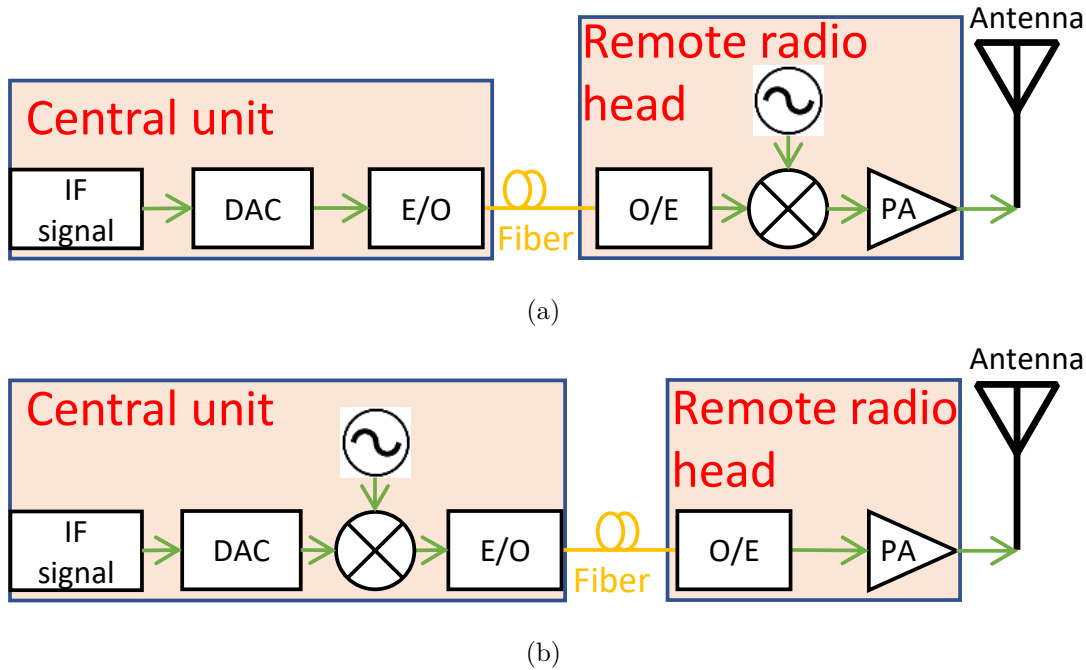 Antenna
Remote radio
head
Central unit
IF
signal
DAC
E/O
Fiber
O/E
PA
(a)
Antenna
Central unit
Remote radio
head
IF
signal
DAC
E/O
Fiber
O/E
PA
(b)